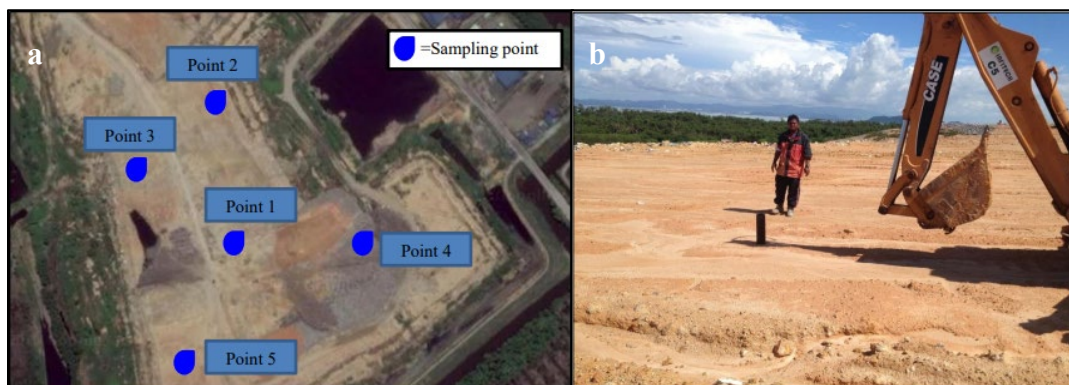 a
=Sampling point
Point 2
Point 3
Point 1
Point 4
Point 5
b
CASE
C5